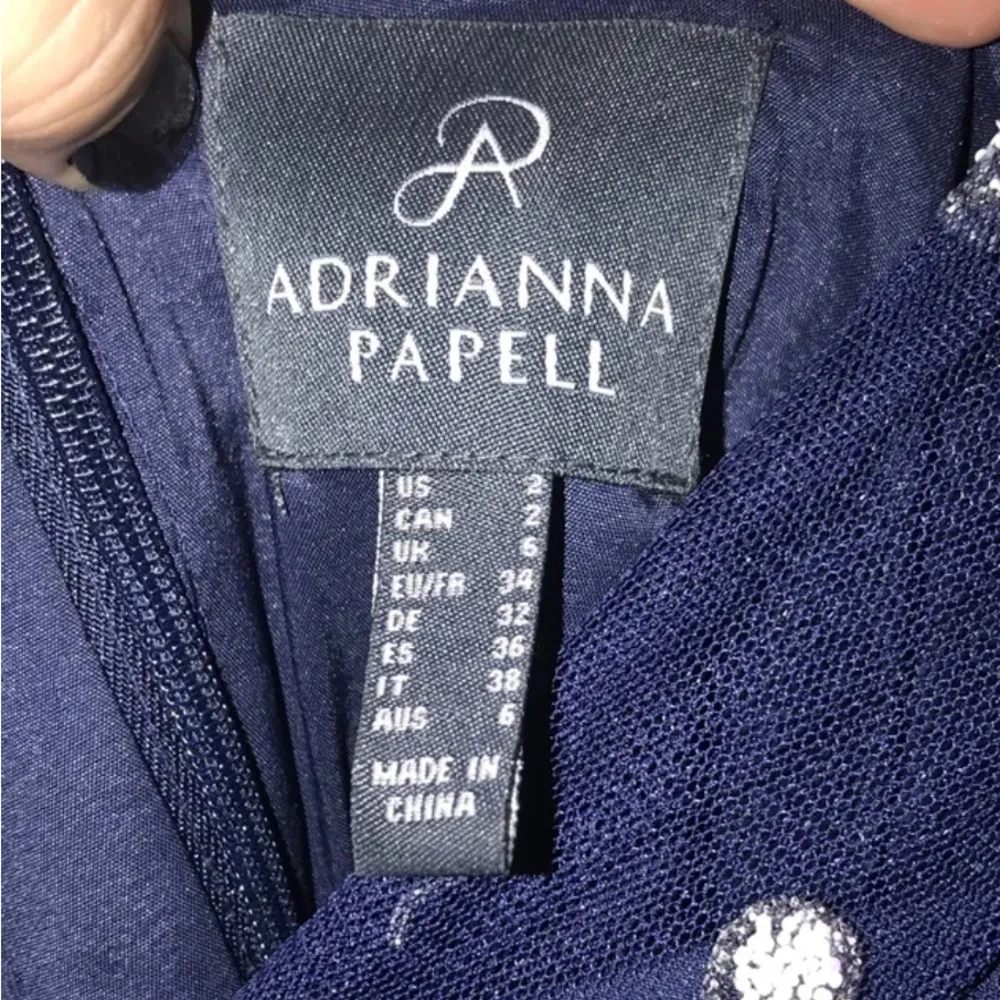 AP
ADRIANNA
PAPELL
US 2
CAN 2
UK 6
EU/FR 34
DE 32
ES 36
IT 38
AUS 6
MADE IN
CHINA